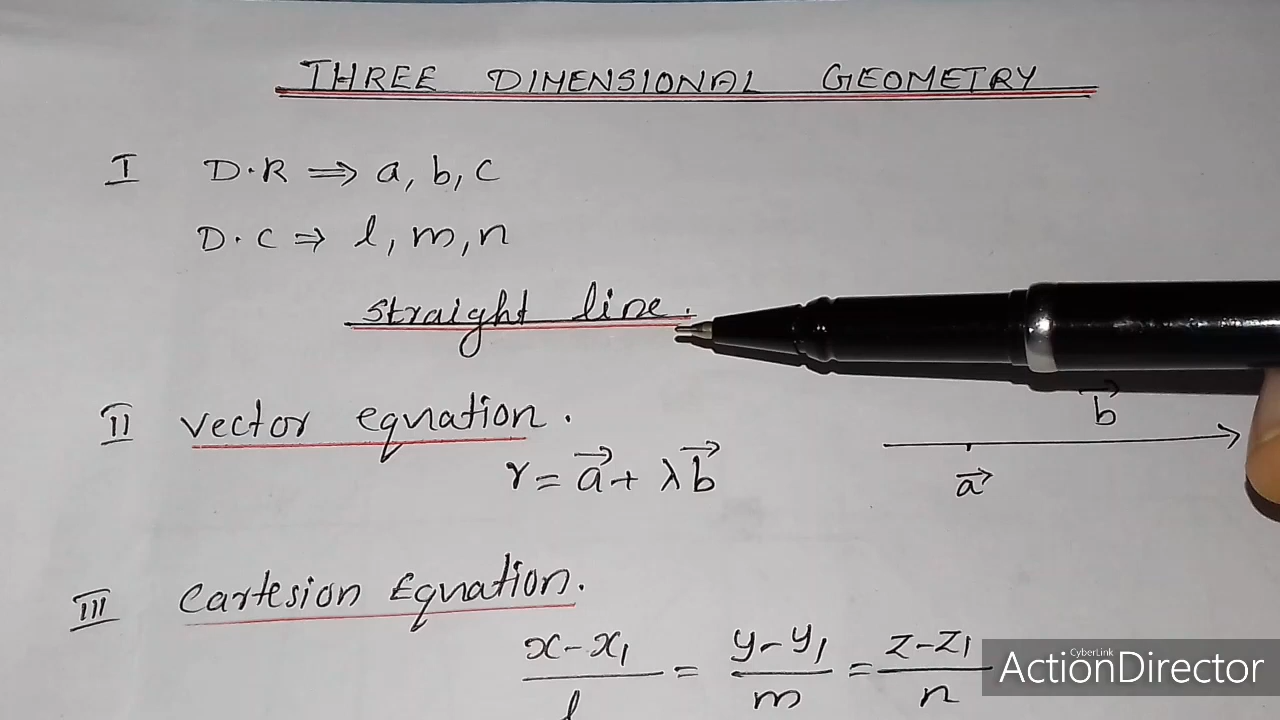 THREE DIMENSIONAL GEOMETRY
I D.R ⇒ a, b, c
D.C ⇒ l, m, n
straight line.
II vector equation.
r = a⃗ + λb⃗
b⃗
a⃗
III Cartesion Equation.
x-x₁/l = y-y₁/m = z-z₁/n
CyberLink
ActionDirector